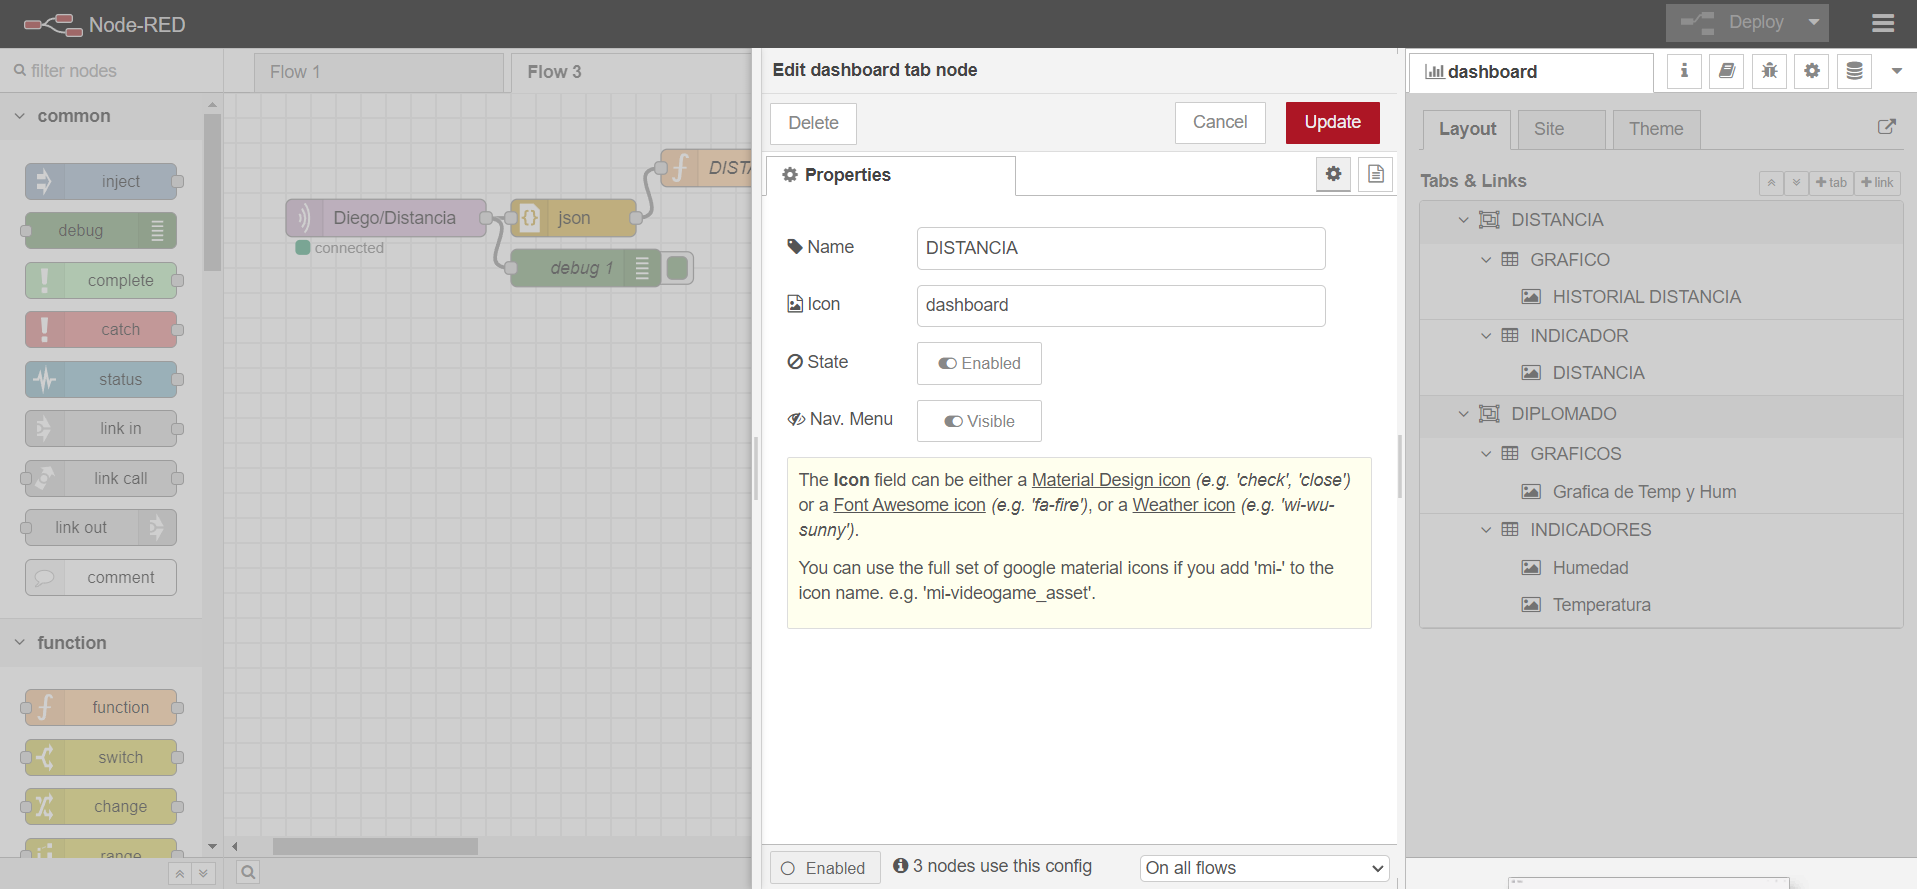 Node-RED
Deploy
filter nodes
Flow 1
Flow 3
Edit dashboard tab node
dashboard
Delete
Cancel
Update
Properties
Layout
Site
Theme
Tabs & Links
tab
link
common
inject
debug
complete
catch
status
link in
link call
link out
comment
function
function
switch
change
range
Diego/Distancia
connected
json
debug 1
Name
DISTANCIA
Icon
dashboard
State
Enabled
Nav. Menu
Visible
The Icon field can be either a Material Design icon (e.g. 'check', 'close')
or a Font Awesome icon (e.g. 'fa-fire'), or a Weather icon (e.g. 'wi-wu-
sunny').
You can use the full set of google material icons if you add 'mi-' to the
icon name. e.g. 'mi-videogame_asset'.
DISTANCIA
GRAFICO
HISTORIAL DISTANCIA
INDICADOR
DISTANCIA
DIPLOMADO
GRAFICOS
Grafica de Temp y Hum
INDICADORES
Humedad
Temperatura
Enabled
3 nodes use this config
On all flows